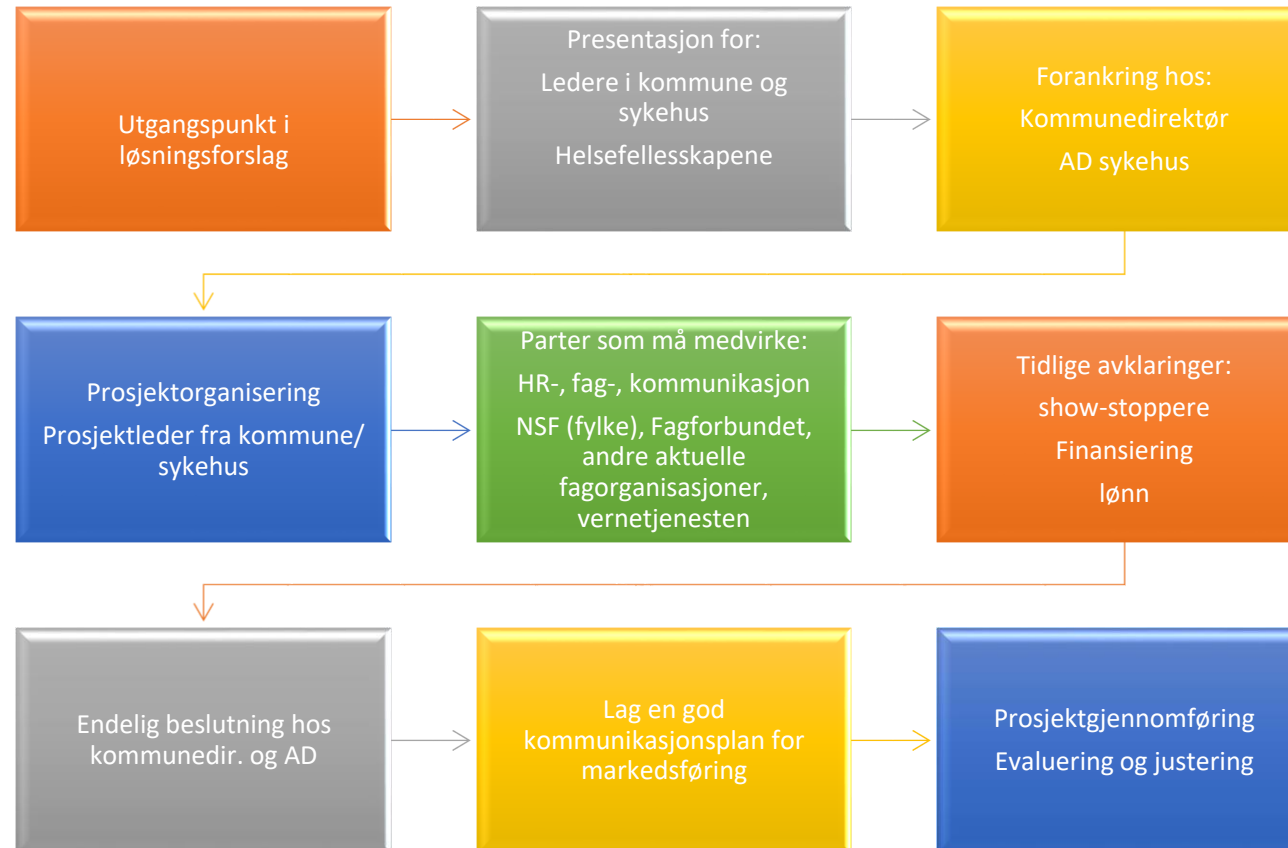 Utgangspunkt i
løsningsforslag
Presentasjon for:
Ledere i kommune og
sykehus
Helsefellesskapene
Forankring hos:
Kommunedirektør
AD sykehus
Prosjektorganisering
Prosjektleder fra kommune/
sykehus
Parter som må medvirke:
HR-, fag-, kommunikasjon
NSF (fylke), Fagforbundet,
andre aktuelle
fagorganisasjoner,
vernetjenesten
Tidlige avklaringer:
show-stoppere
Finansiering
lønn
Endelig beslutning hos
kommunedir. og AD
Lag en god
kommunikasjonsplan for
markedsføring
Prosjektgjennomføring
Evaluering og justering